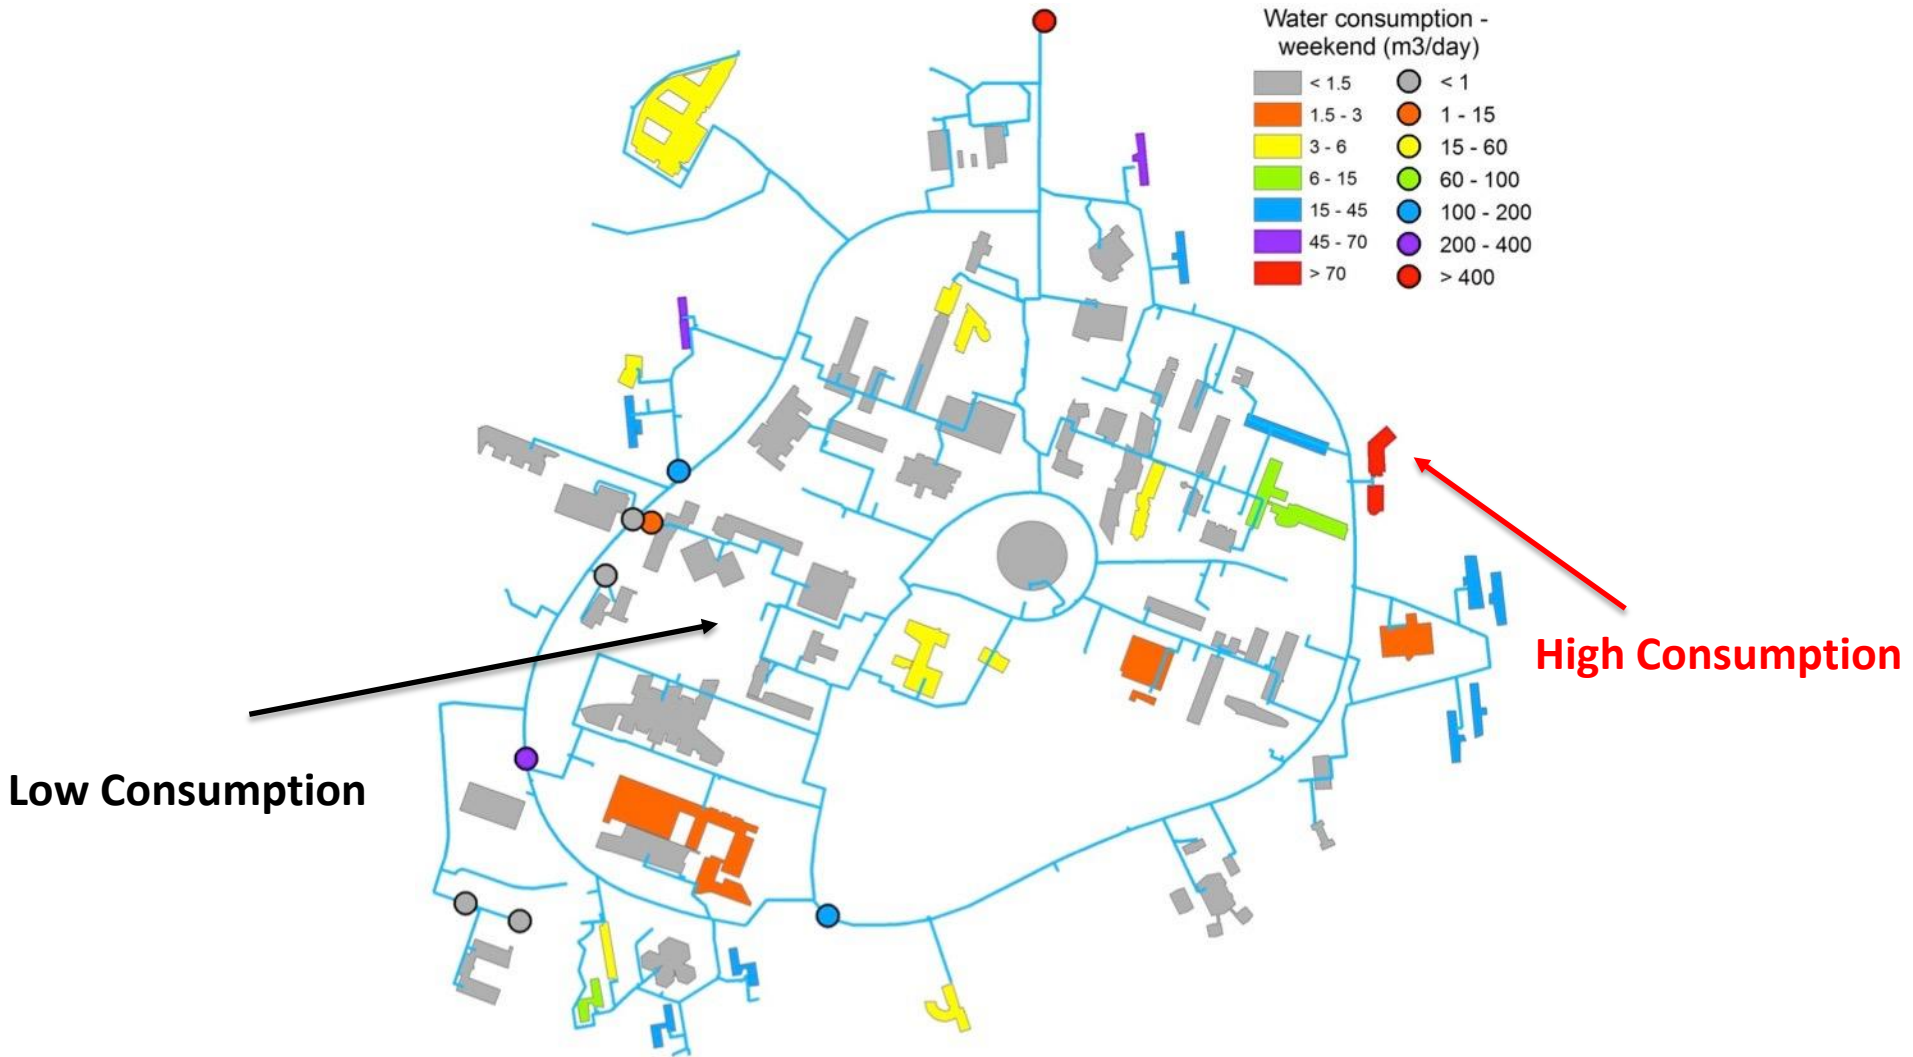 Water consumption -
weekend (m3/day)
< 1.5
< 1
1.5 - 3
1 - 15
3 - 6
15 - 60
6 - 15
60 - 100
15 - 45
100 - 200
45 - 70
200 - 400
> 70
> 400
High Consumption
Low Consumption